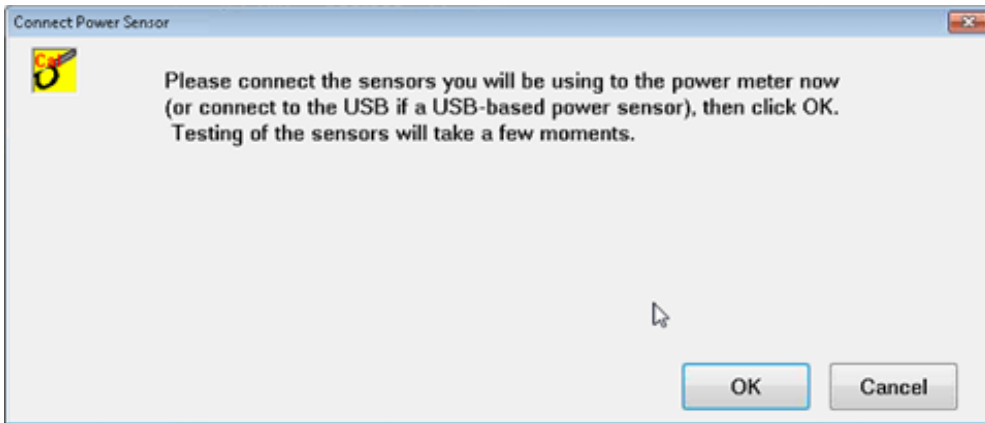 Connect Power Sensor
Cal
Please connect the sensors you will be using to the power meter now
(or connect to the USB if a USB-based power sensor), then click OK.
Testing of the sensors will take a few moments.
OK
Cancel